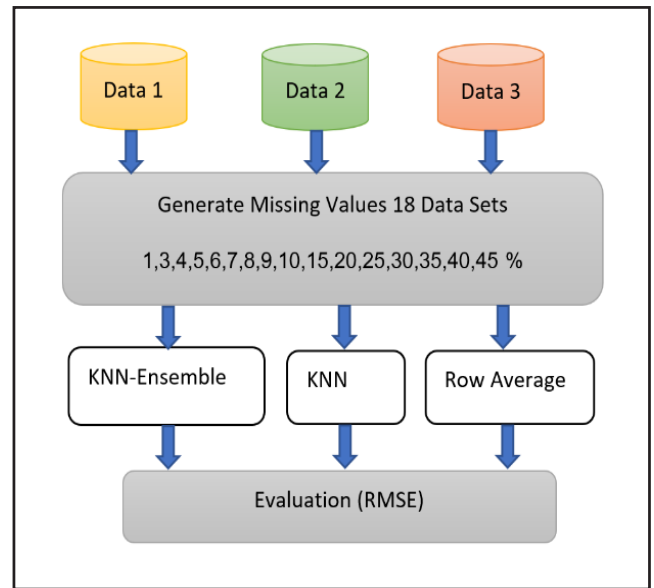 Data 1
Data 2
Data 3
Generate Missing Values 18 Data Sets
1,3,4,5,6,7,8,9,10,15,20,25,30,35,40,45 %
KNN-Ensemble
KNN
Row Average
Evaluation (RMSE)